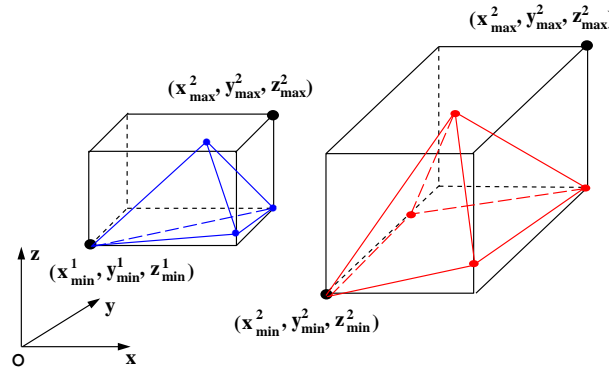 (x²max, y²max, z²max
(x²max, y²max, z²max)
(x¹min, y¹min, z¹min)
(x²min, y²min, z²min)
z
y
x
O